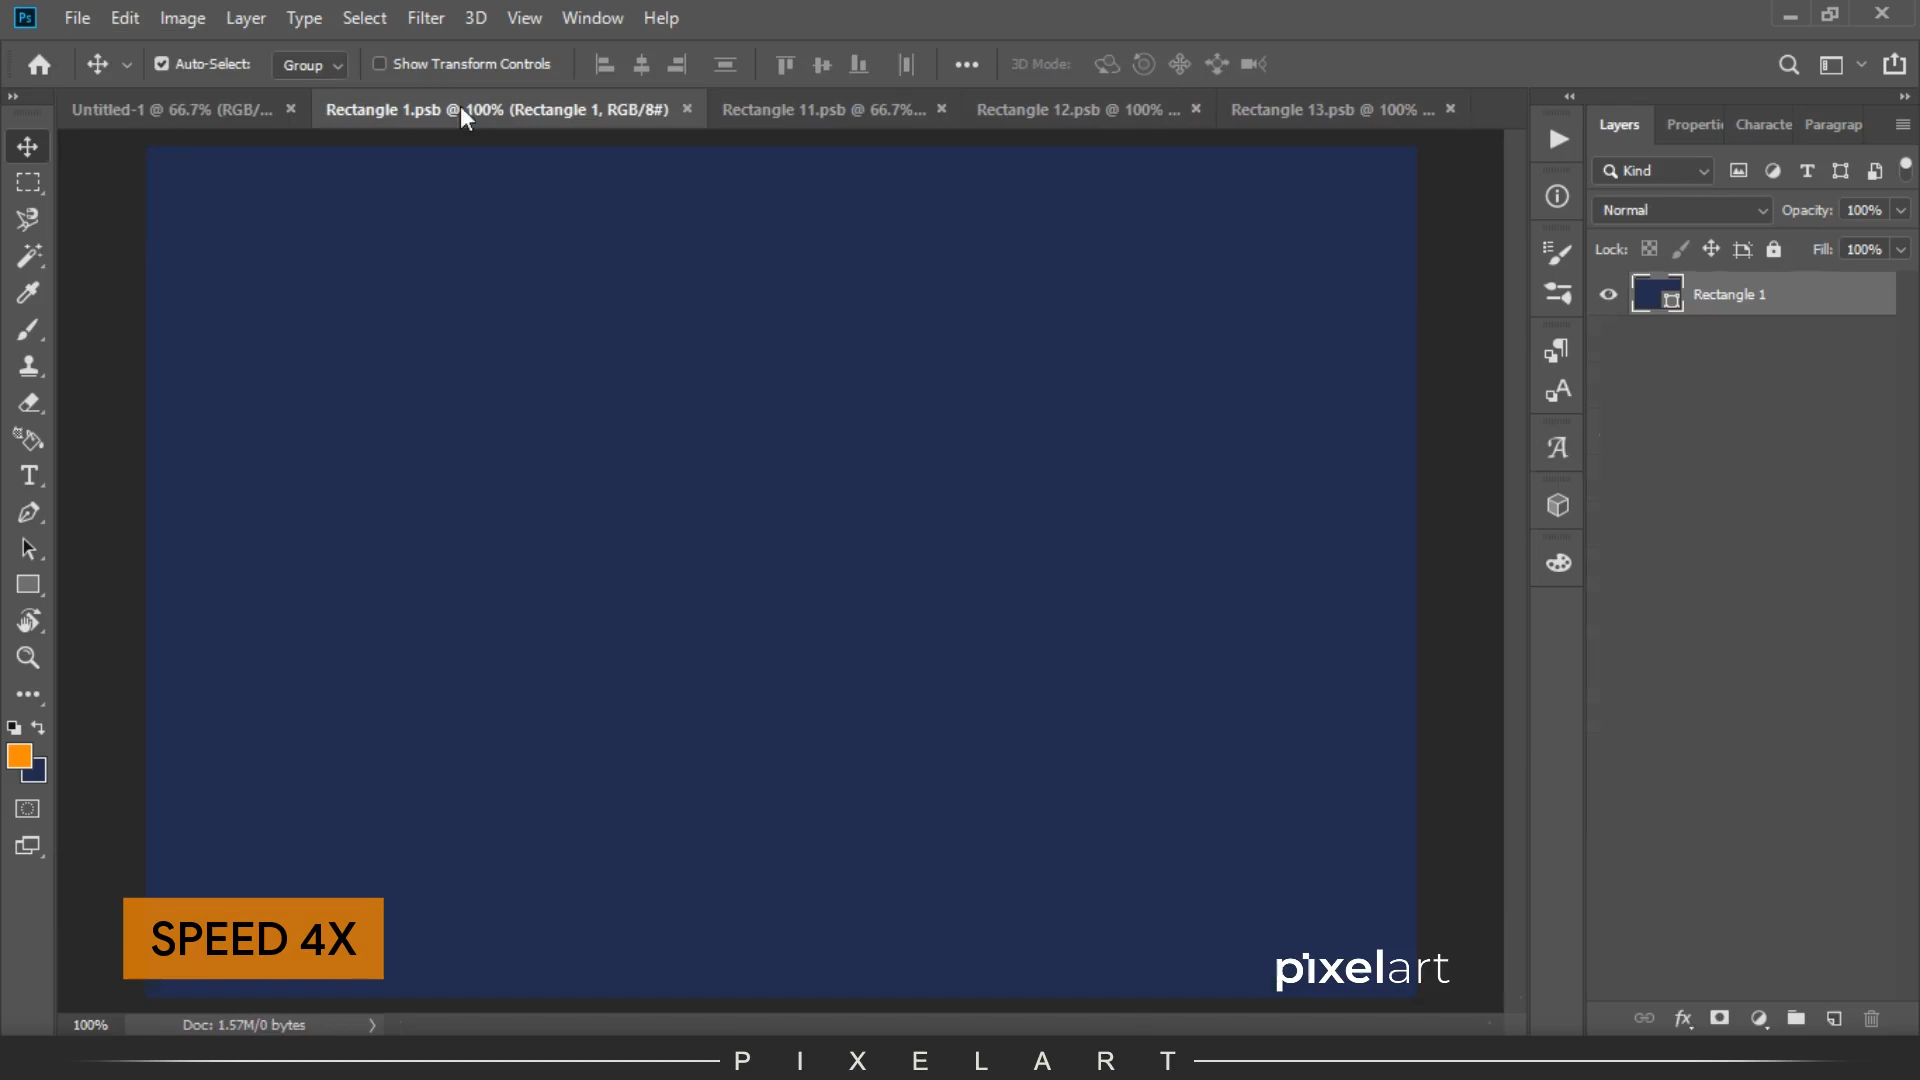 Ps File Edit Image Layer Type Select Filter 3D View Window Help
Auto-Select: Group Show Transform Controls 3D Mode:
Untitled-1 @ 66.7% (RGB/... Rectangle 1.psb @ 100% (Rectangle 1, RGB/8#) Rectangle 11.psb @ 66.7%... Rectangle 12.psb @ 100% ... Rectangle 13.psb @ 100% ...
Layers Properti Characte Paragrap
Kind
Normal Opacity: 100%
Lock: Fill: 100%
Rectangle 1
SPEED 4X
pixelart
100% Doc: 1.57M/0 bytes
PIXELART